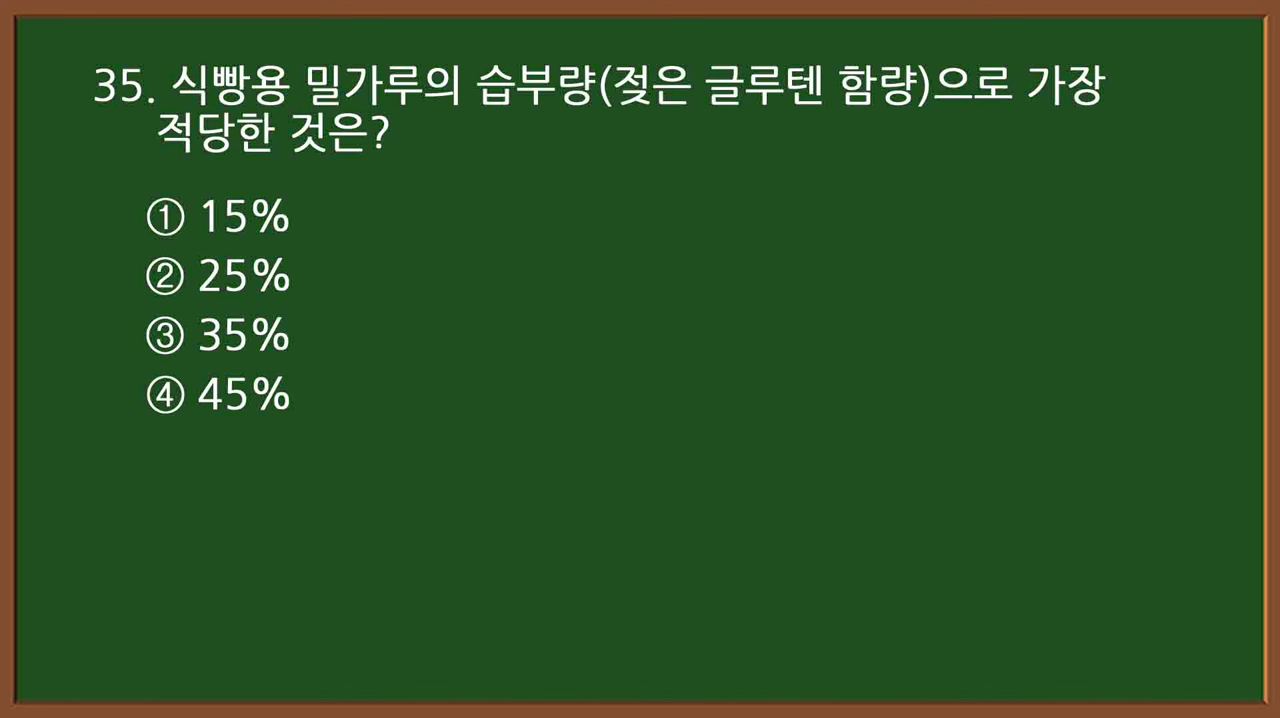 35. 식빵용 밀가루의 습부량(젖은 글루텐 함량)으로 가장
적당한 것은?
① 15%
② 25%
③ 35%
④ 45%